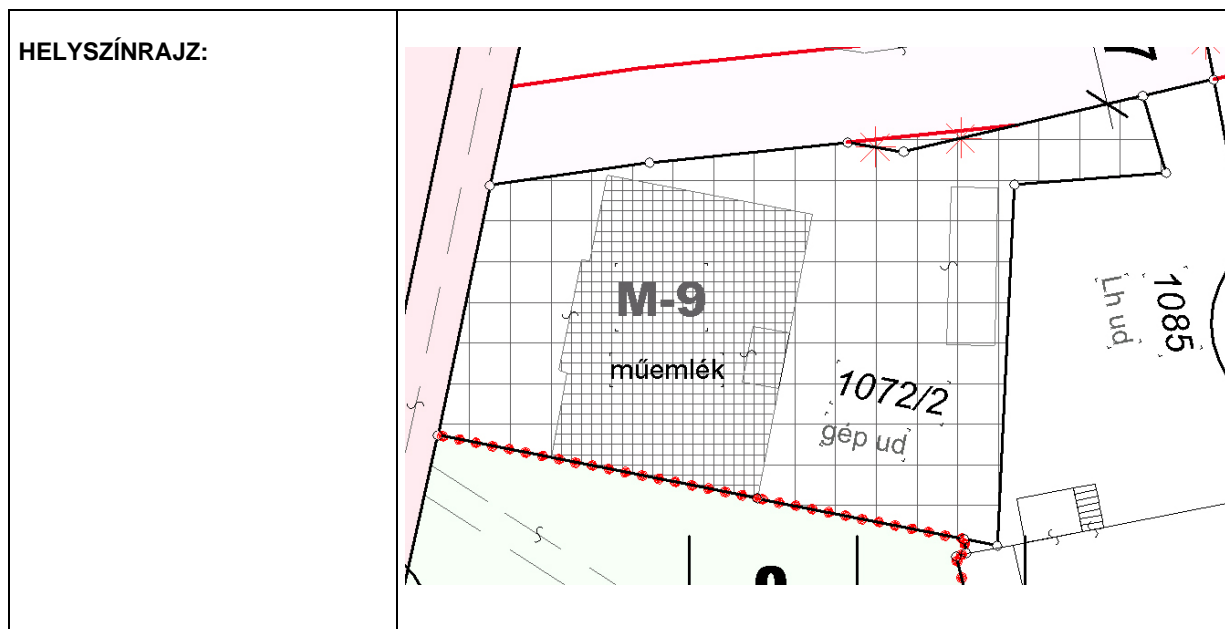 HELYSZÍNRAJZ:
M-9
műemlék
1072/2
gép ud
1085
Lh ud